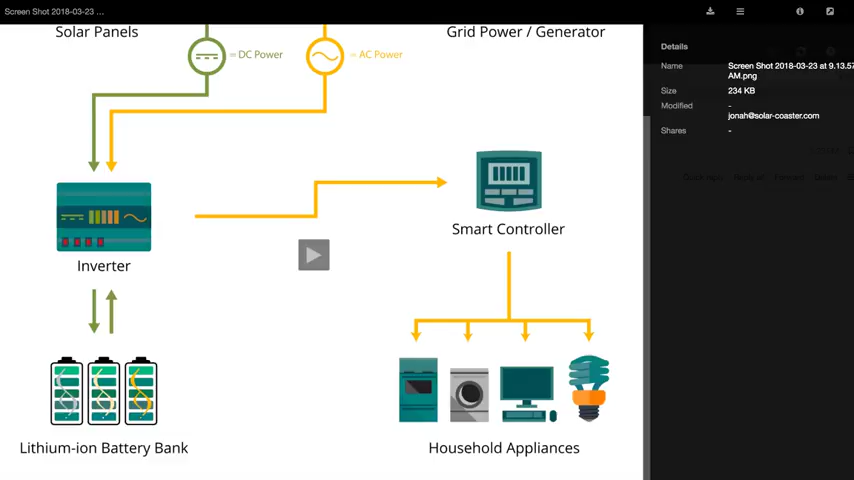 Screen Shot 2018-03-23 ...
Solar Panels
Grid Power / Generator
= DC Power
= AC Power
Inverter
Smart Controller
Lithium-ion Battery Bank
Household Appliances
Details
Name
Screen Shot 2018-03-23 at 9.13.57
AM.png
Size
234 KB
Modified
-
jonah@solar-coaster.com
Shares
-